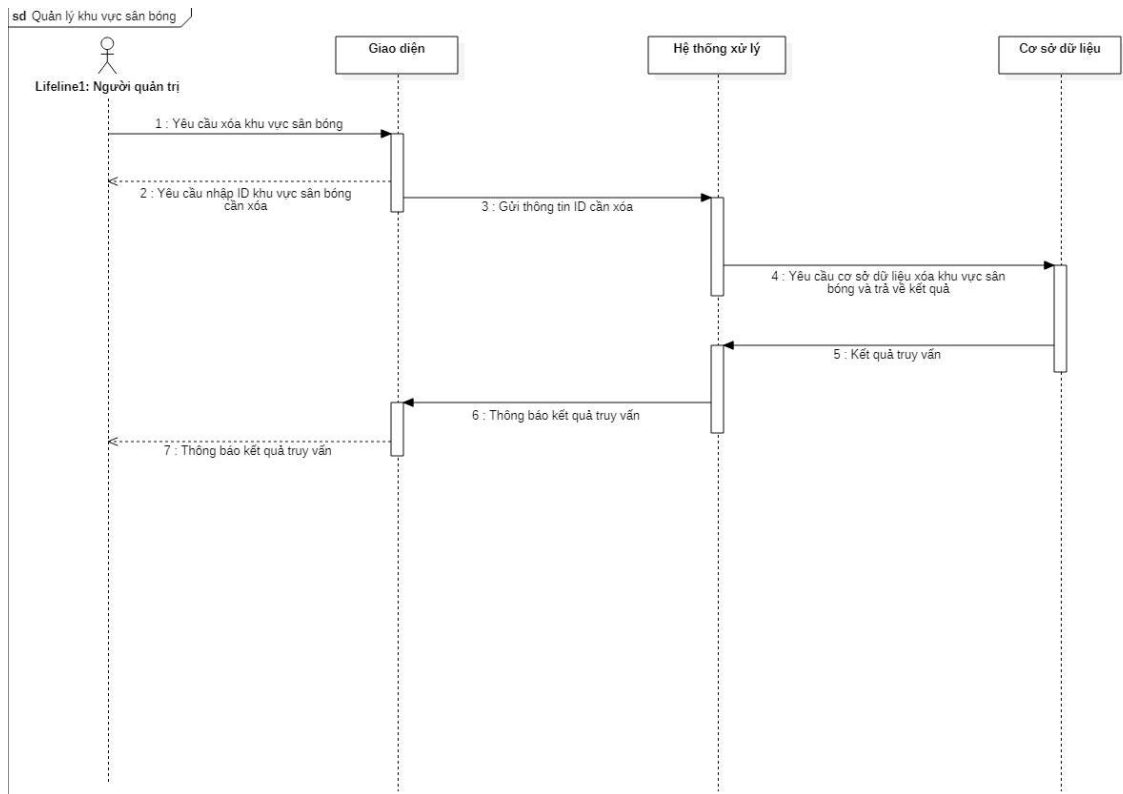 sd Quản lý khu vực sân bóng
Giao diện
Hệ thống xử lý
Cơ sở dữ liệu
Lifeline1: Người quản trị
1 : Yêu cầu xóa khu vực sân bóng
2 : Yêu cầu nhập ID khu vực sân bóng
cần xóa
3 : Gửi thông tin ID cần xóa
4 : Yêu cầu cơ sở dữ liệu xóa khu vực sân
bóng và trả về kết quả
5 : Kết quả truy vấn
6 : Thông báo kết quả truy vấn
7 : Thông báo kết quả truy vấn